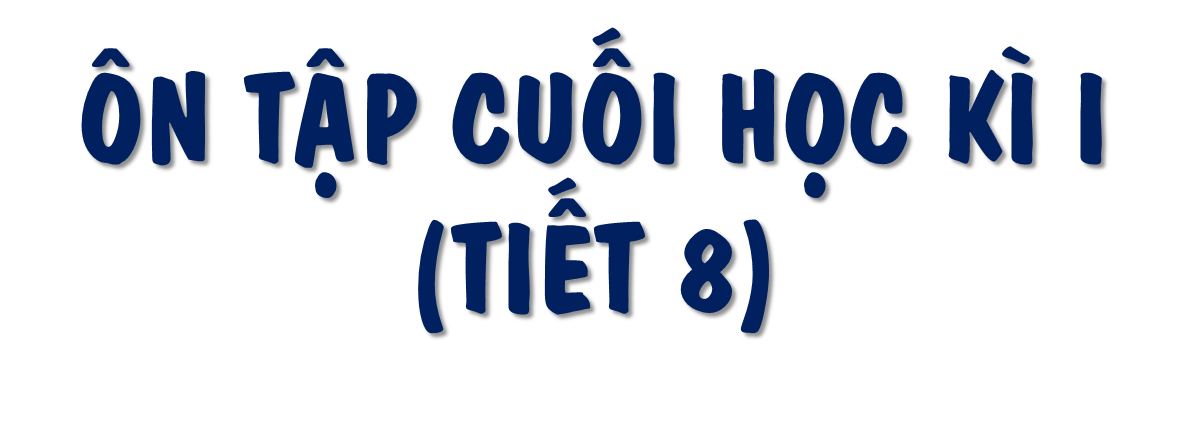 ÔN TẬP CUỐI HỌC KÌ I
(TIẾT 8)